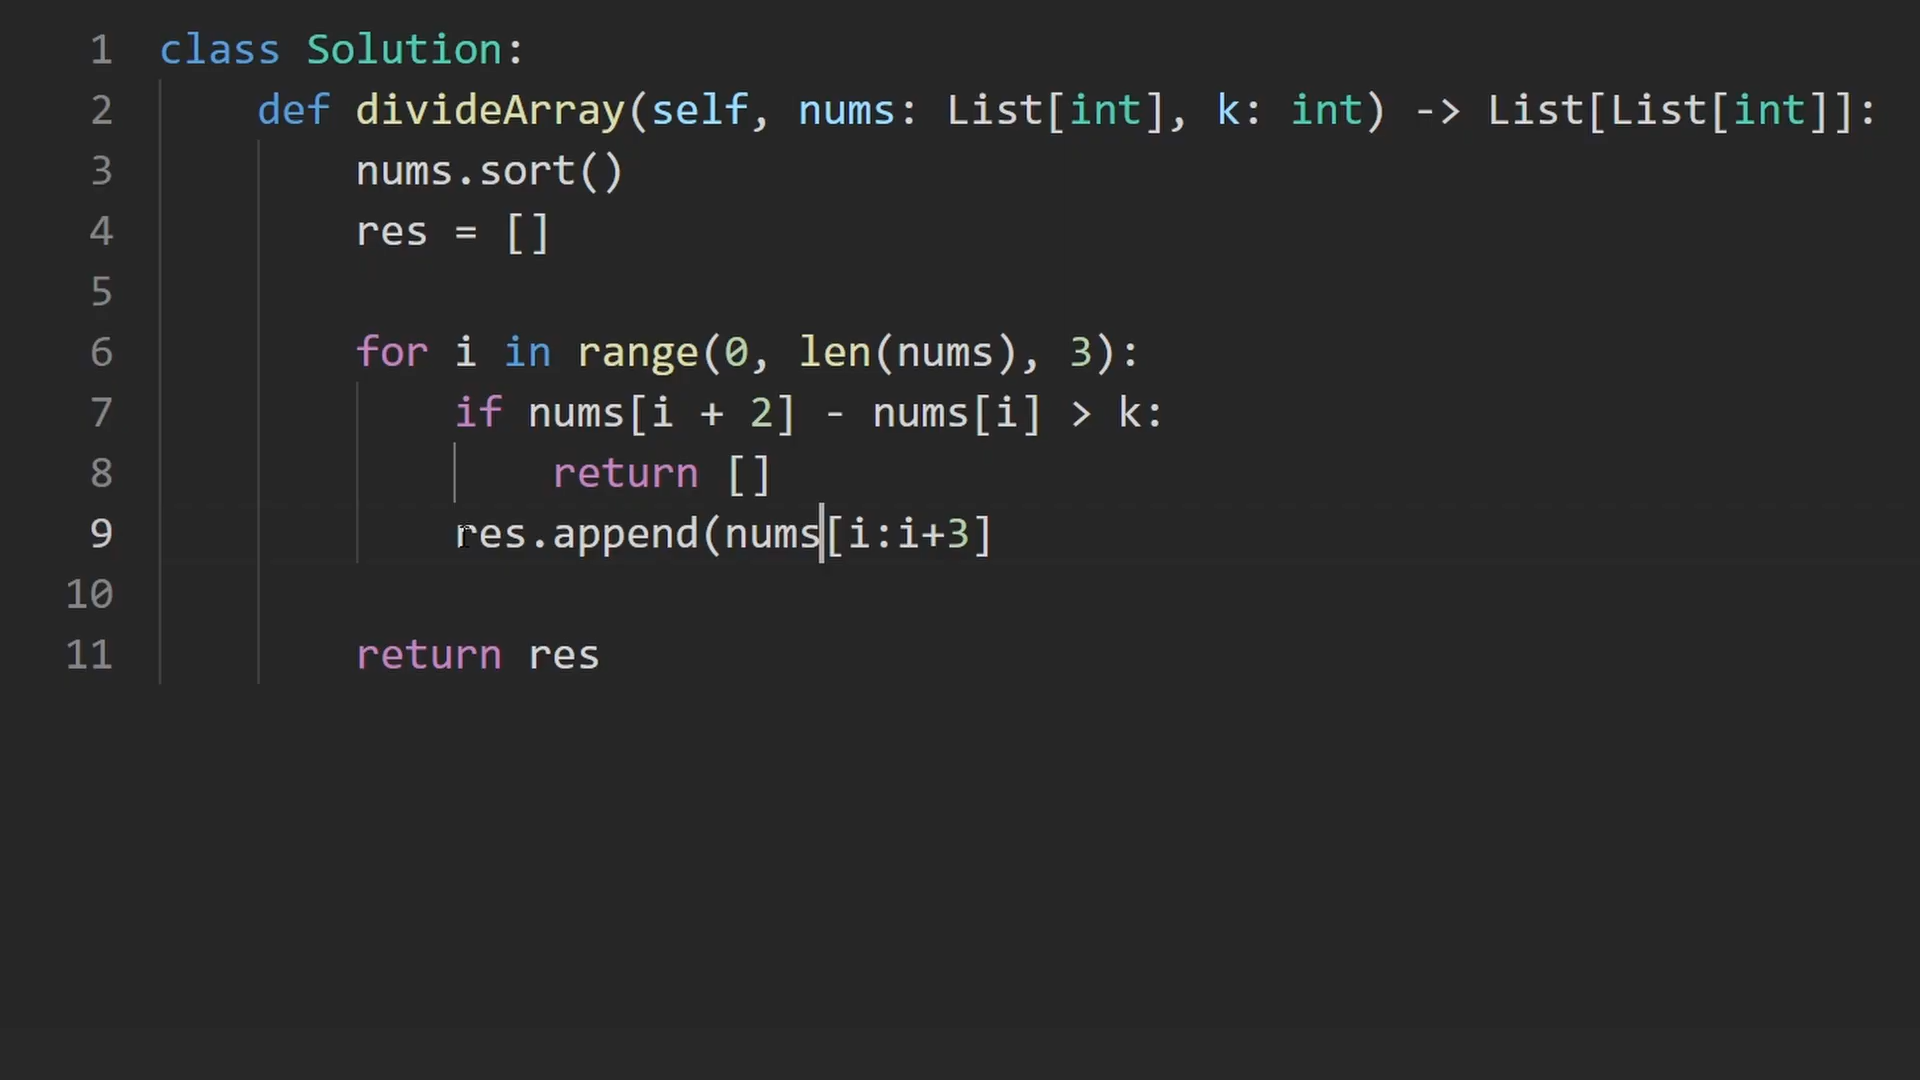 1 class Solution:
2 def divideArray(self, nums: List[int], k: int) -> List[List[int]]:
3 nums.sort()
4 res = []
5
6 for i in range(0, len(nums), 3):
7 if nums[i + 2] - nums[i] > k:
8 return []
9 res.append(nums[i:i+3]
10
11 return res